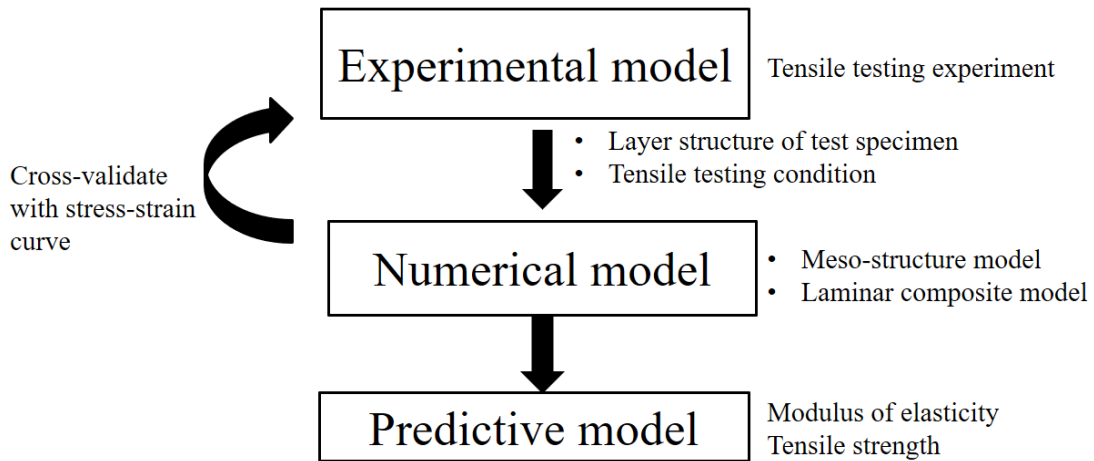 Experimental model
Tensile testing experiment
• Layer structure of test specimen
• Tensile testing condition
Cross-validate
with stress-strain
curve
Numerical model
• Meso-structure model
• Laminar composite model
Predictive model
Modulus of elasticity
Tensile strength